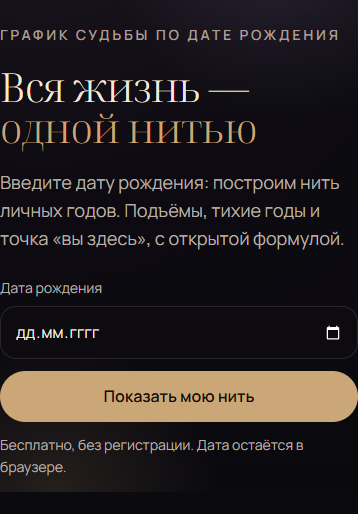 ГРАФИК СУДЬБЫ ПО ДАТЕ РОЖДЕНИЯ
Вся жизнь —
одной нитью
Введите дату рождения: построим нить
личных годов. Подъёмы, тихие годы и
точка «вы здесь», с открытой формулой.
Дата рождения
ДД.ММ.ГГГГ
Показать мою нить
Бесплатно, без регистрации. Дата остаётся в
браузере.